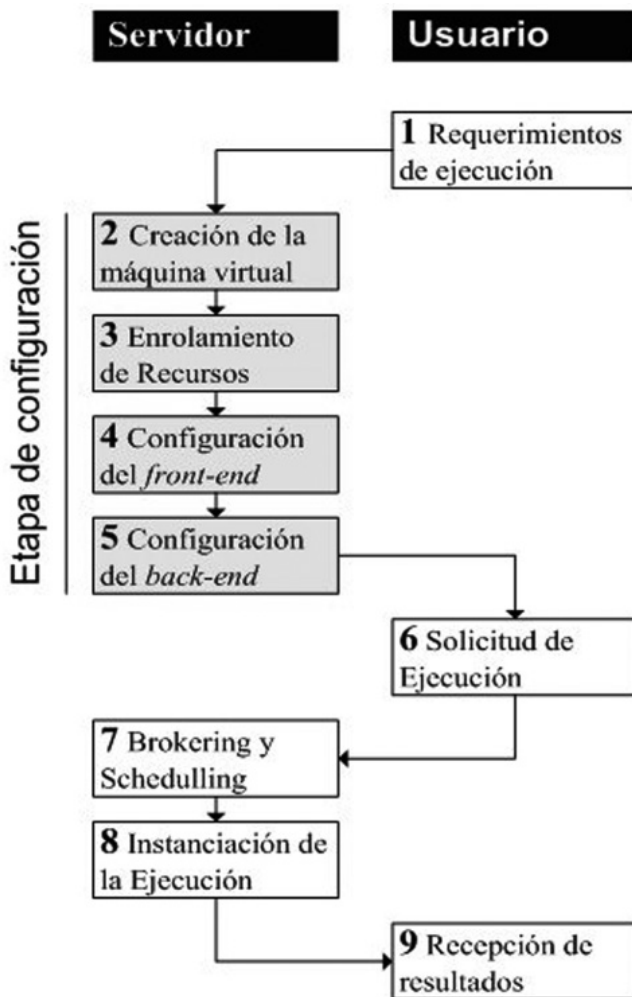 Servidor
Usuario
1 Requerimientos
de ejecución
Etapa de configuración
2 Creación de la
máquina virtual
3 Enrolamiento
de Recursos
4 Configuración
del front-end
5 Configuración
del back-end
6 Solicitud de
Ejecución
7 Brokering y
Schedulling
8 Instanciación de
la Ejecución
9 Recepción de
resultados